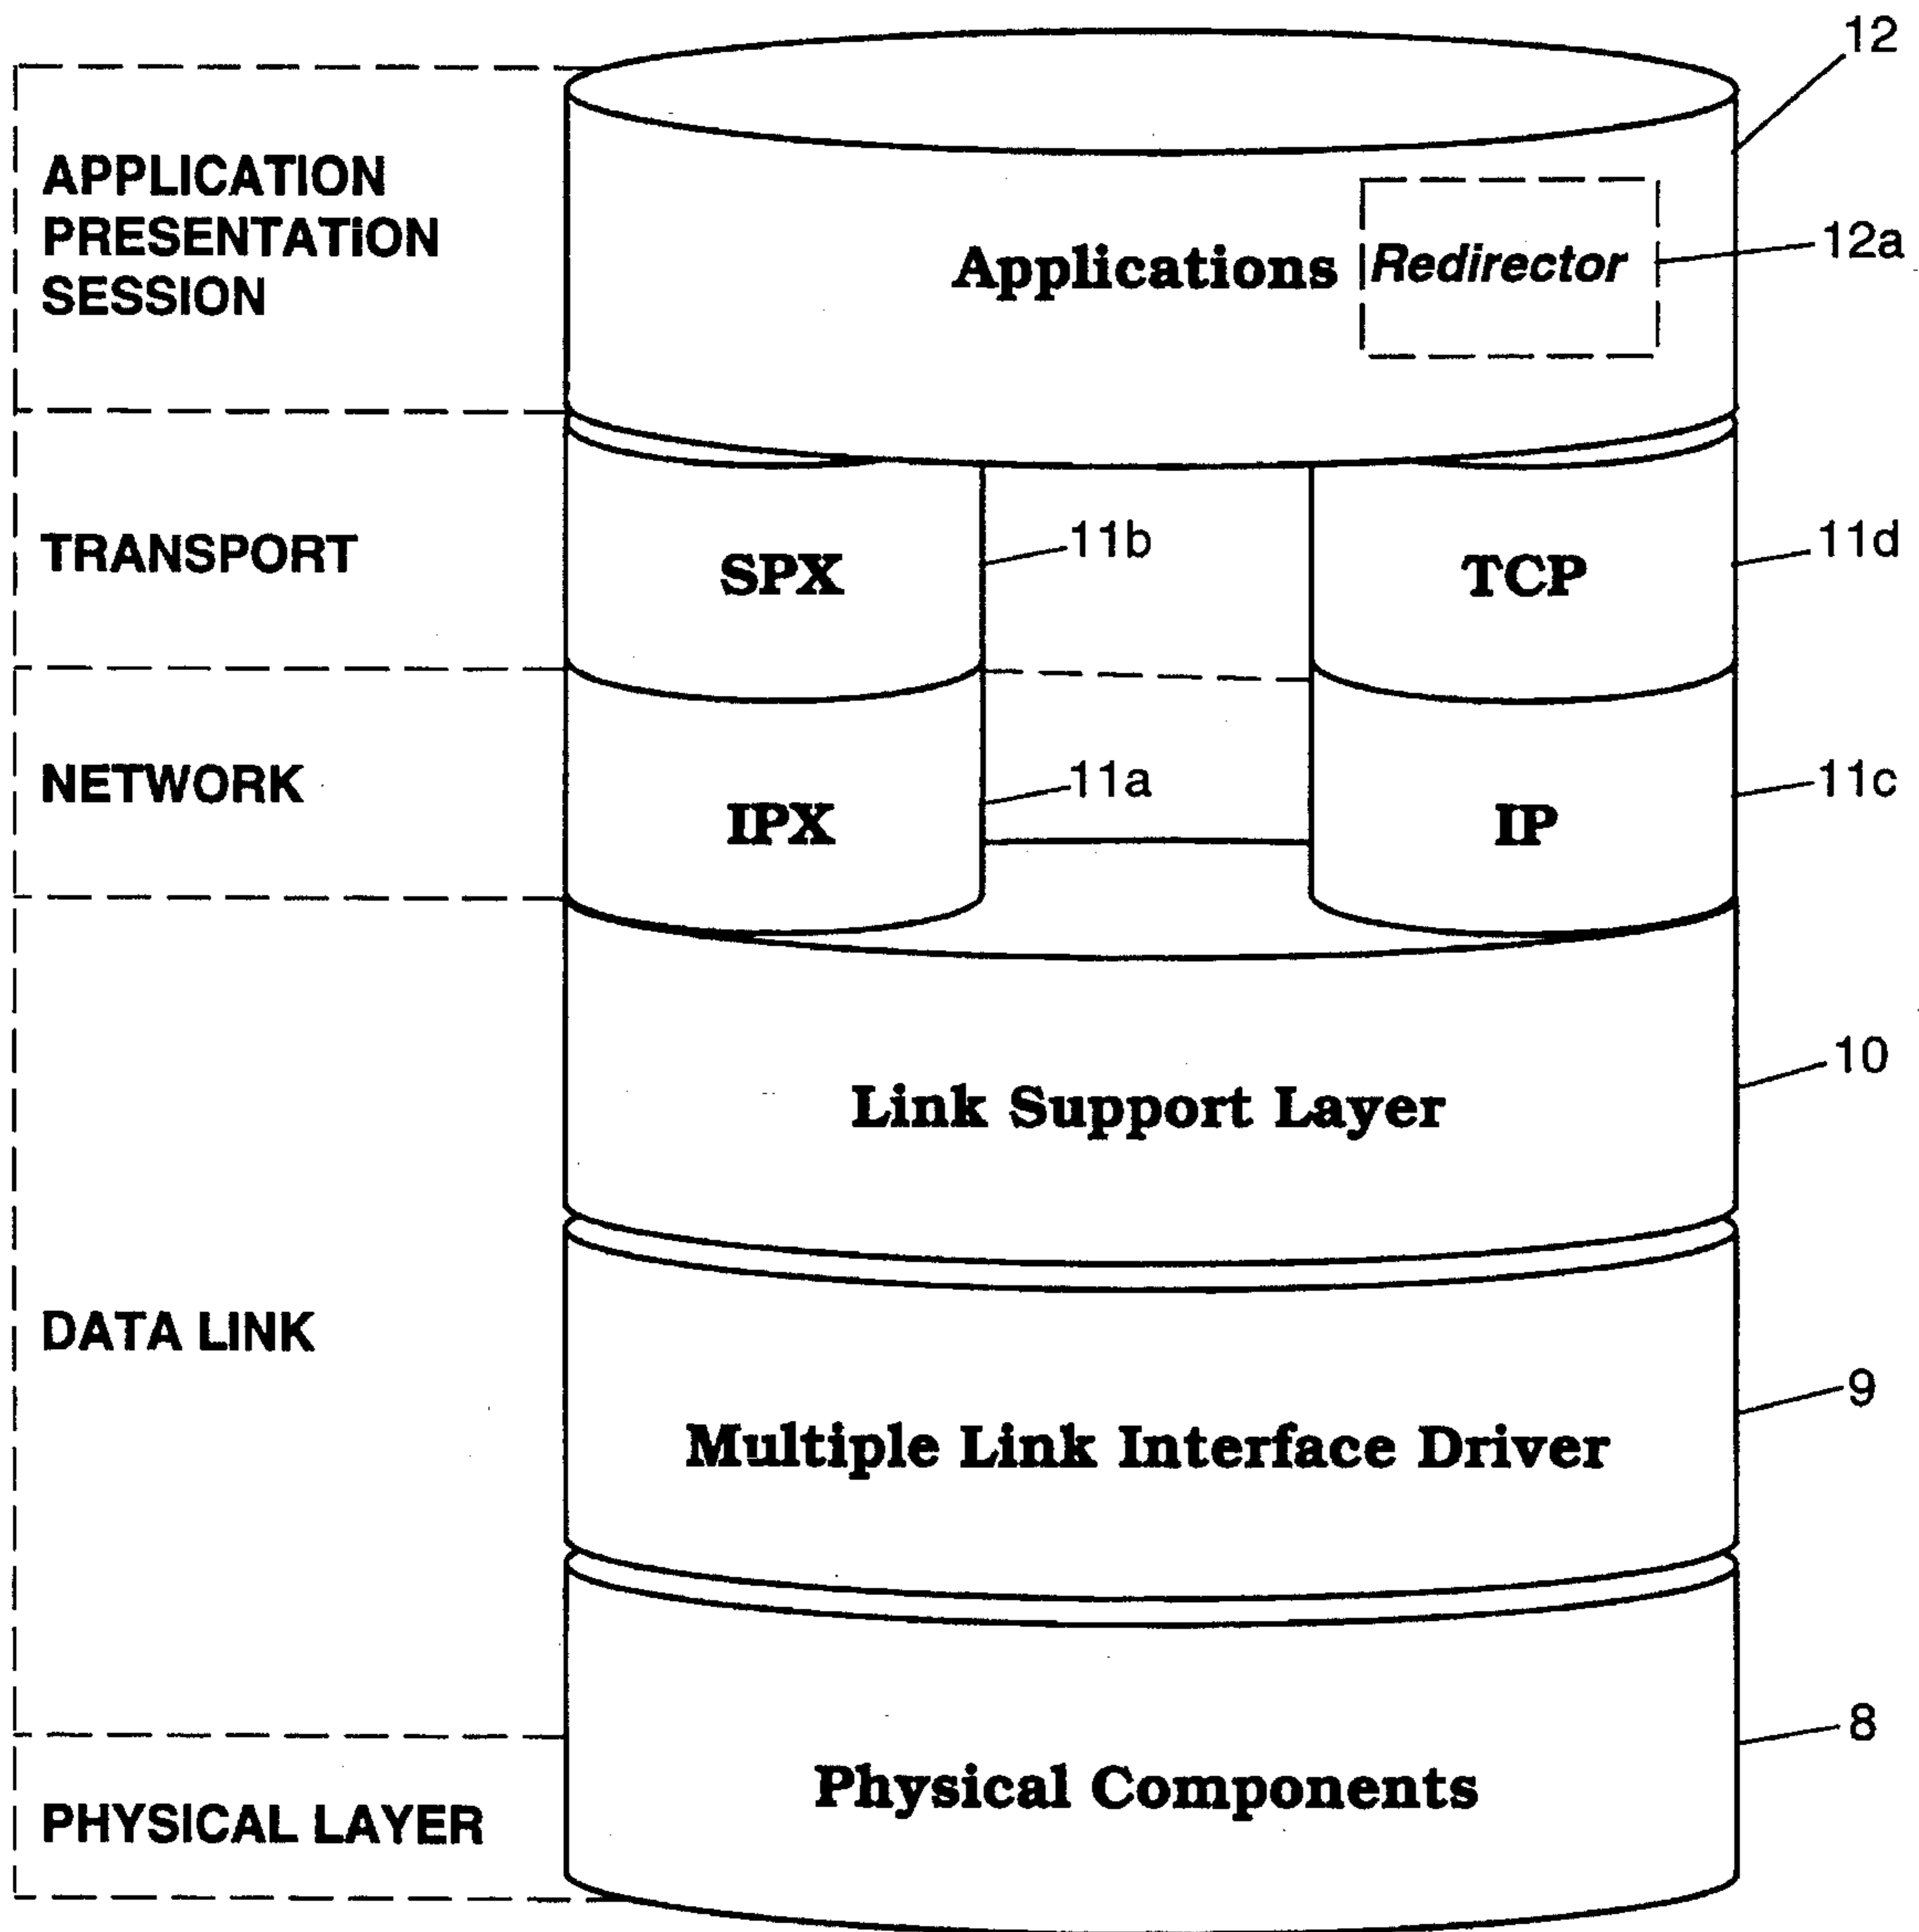 12
APPLICATION
PRESENTATiON
SESSION
Applications
Redirector
12a
TRANSPORT
SPX
11b
TCP
11d
NETWORK
IPX
11a
IP
11c
Link Support Layer
10
DATA LINK
Multiple Link Interface Driver
9
Physical Components
8
PHYSICAL LAYER